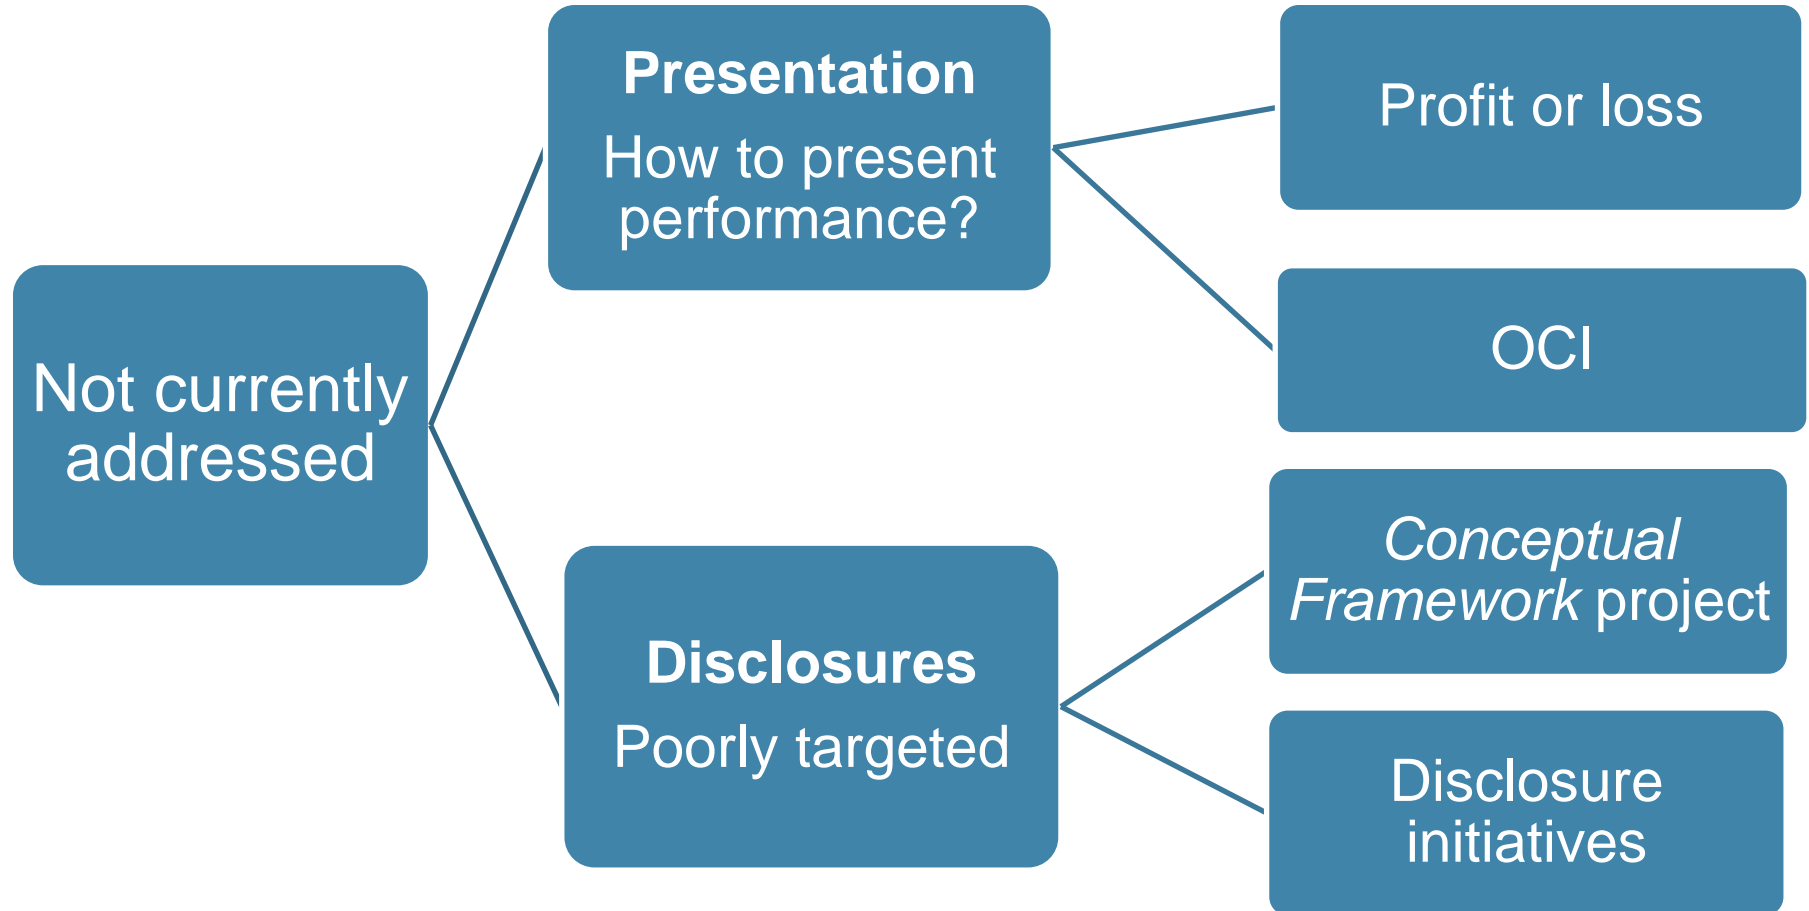 Not currently
addressed
Presentation
How to present
performance?
Profit or loss
OCI
Disclosures
Poorly targeted
Conceptual
Framework project
Disclosure
initiatives